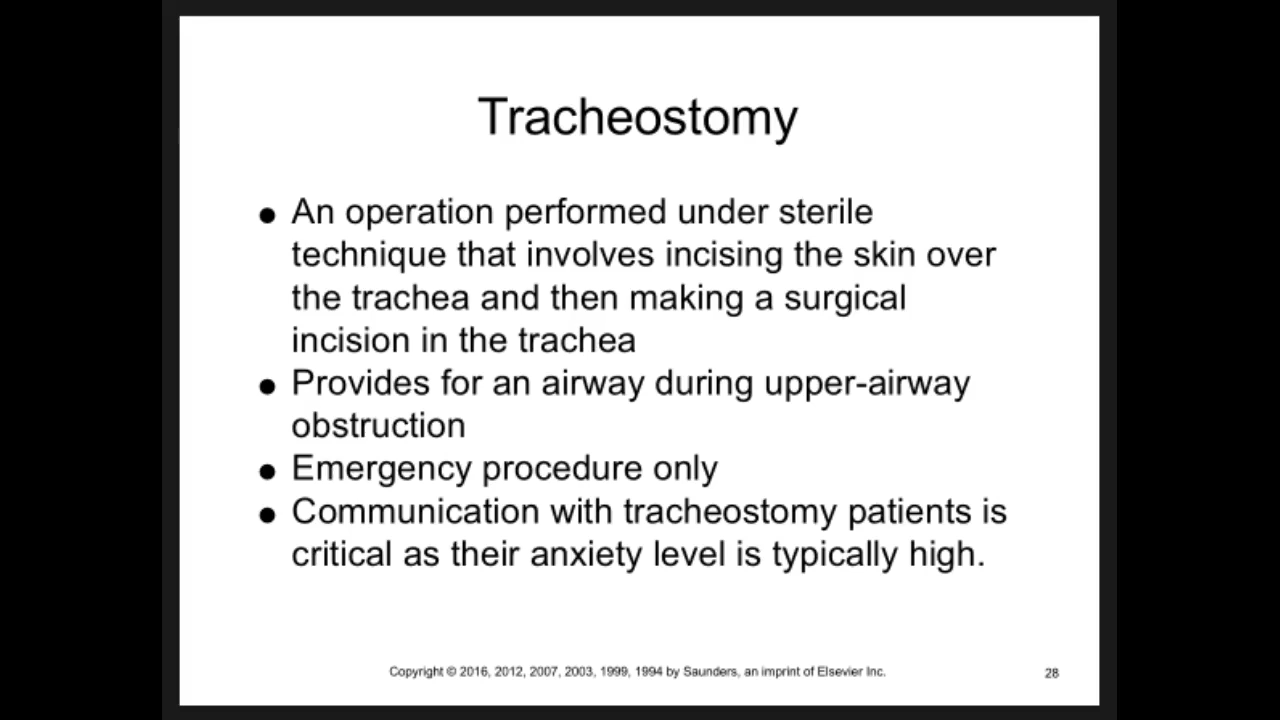 Tracheostomy
● An operation performed under sterile
technique that involves incising the skin over
the trachea and then making a surgical
incision in the trachea
● Provides for an airway during upper-airway
obstruction
● Emergency procedure only
● Communication with tracheostomy patients is
critical as their anxiety level is typically high.
Copyright © 2016, 2012, 2007, 2003, 1999, 1994 by Saunders, an imprint of Elsevier Inc.
28